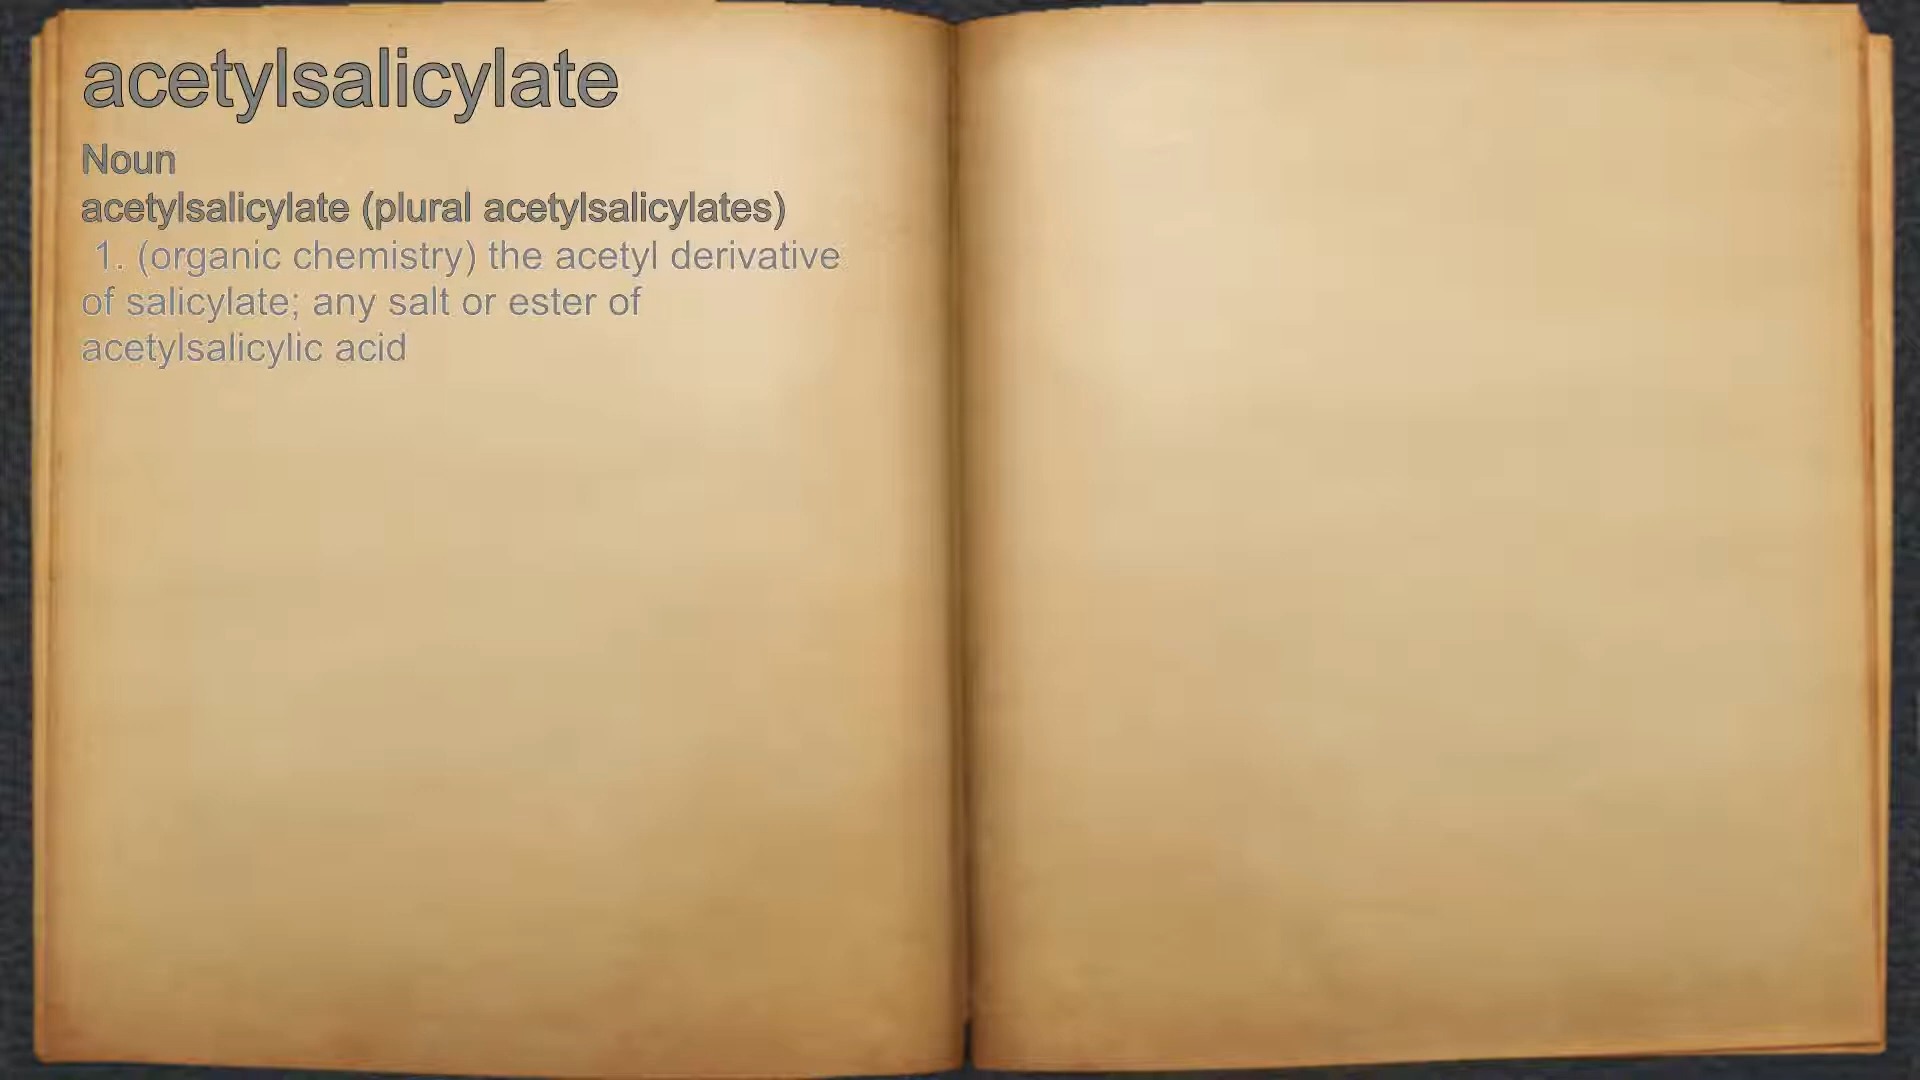 acetylsalicylate
Noun
acetylsalicylate (plural acetylsalicylates)
1. (organic chemistry) the acetyl derivative
of salicylate; any salt or ester of
acetylsalicylic acid